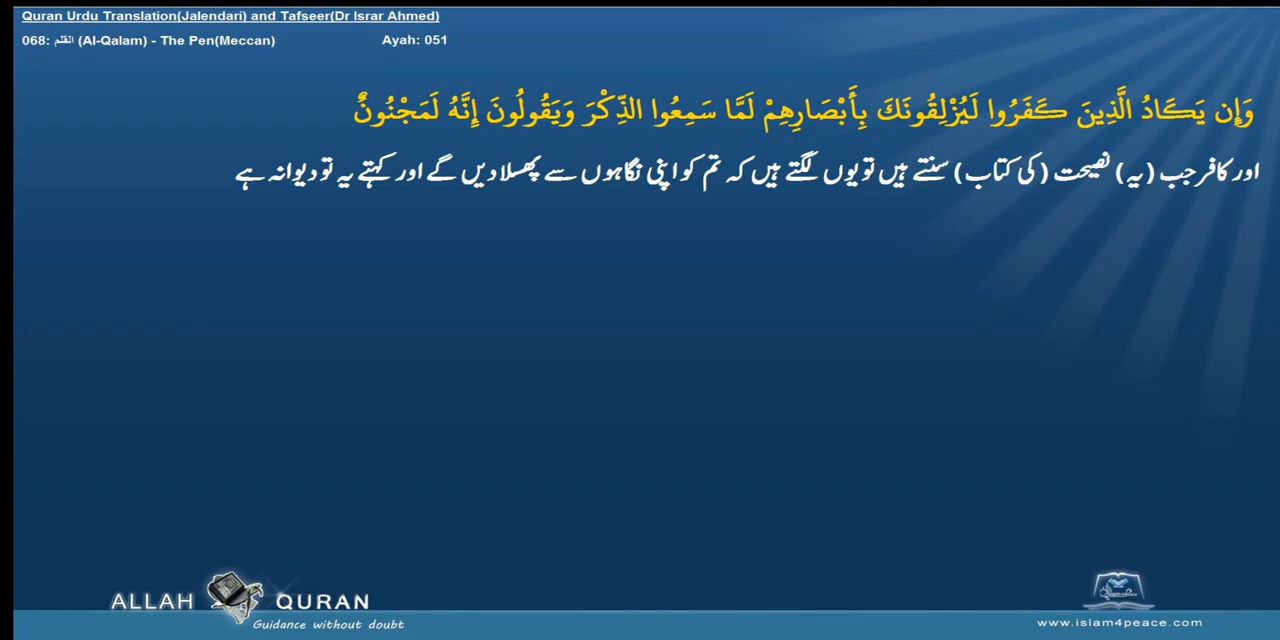 Quran Urdu Translation(Jalendari) and Tafseer(Dr Israr Ahmed)
068: القلم (Al-Qalam) - The Pen(Meccan) Ayah: 051
وَإِن يَكَادُ الَّذِينَ كَفَرُوا لَيُزْلِقُونَكَ بِأَبْصَارِهِمْ لَمَّا سَمِعُوا الذِّكْرَ وَيَقُولُونَ إِنَّهُ لَمَجْنُونٌ
اور کافر جب (یہ) نصیحت (کی کتاب) سنتے ہیں تو یوں لگتے ہیں کہ تم کو اپنی نگاہوں سے پھسلا دیں گے اور کہتے یہ تو دیوانہ ہے
ALLAH QURAN
Guidance without doubt
www.islam4peace.com